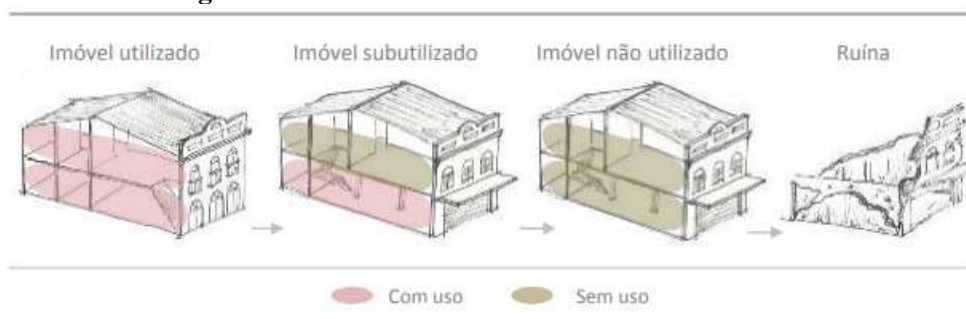 Imóvel utilizado
Imóvel subutilizado
Imóvel não utilizado
Ruína
Com uso
Sem uso